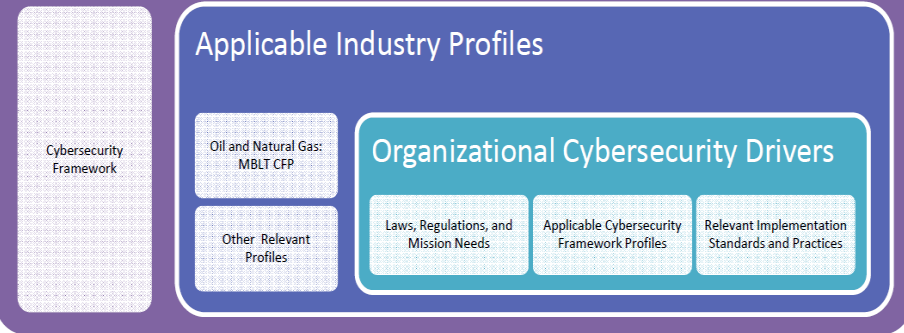 Applicable Industry Profiles
Cybersecurity
Framework
Oil and Natural Gas:
MBLT CFP
Other Relevant
Profiles
Organizational Cybersecurity Drivers
Laws, Regulations, and
Mission Needs
Applicable Cybersecurity
Framework Profiles
Relevant Implementation
Standards and Practices